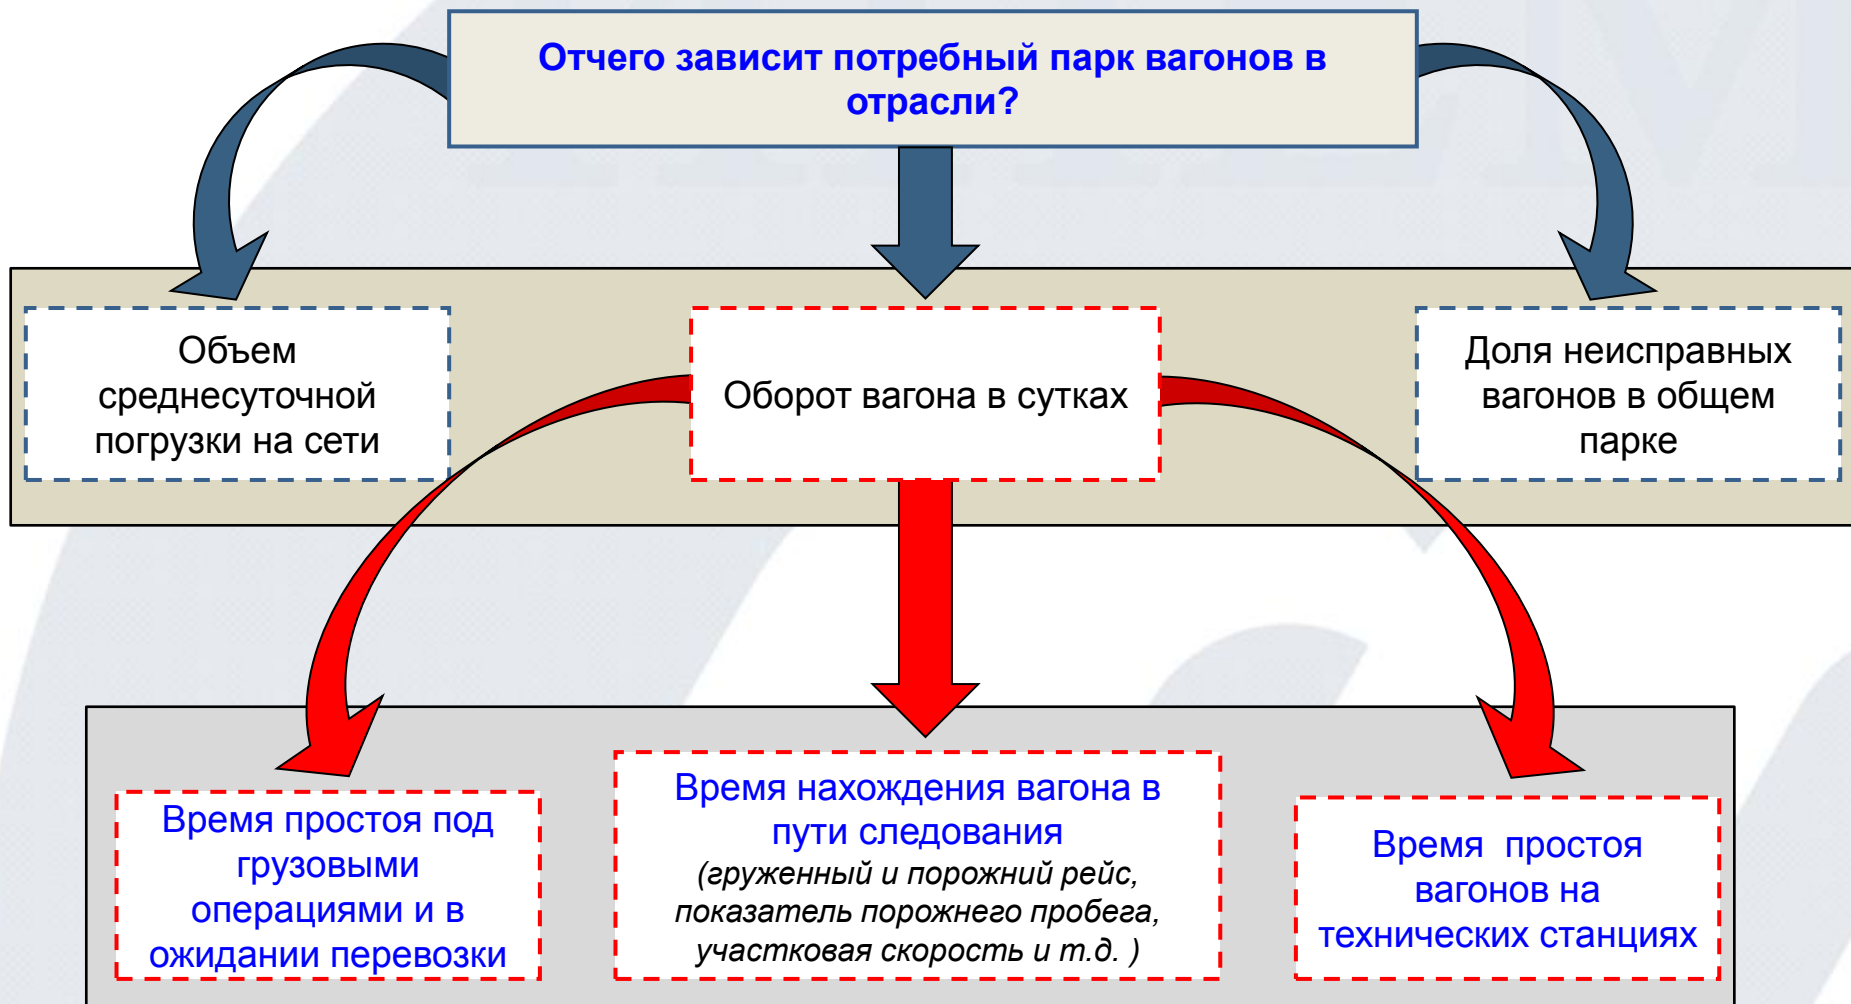 Отчего зависит потребный парк вагонов в
отрасли?
Объем
среднесуточной
погрузки на сети
Оборот вагона в сутках
Доля неисправных
вагонов в общем
парке
Время простоя под
грузовыми
операциями и в
ожидании перевозки
Время нахождения вагона в
пути следования
(груженный и порожний рейс,
показатель порожнего пробега,
участковая скорость и т.д. )
Время  простоя
вагонов на
технических станциях